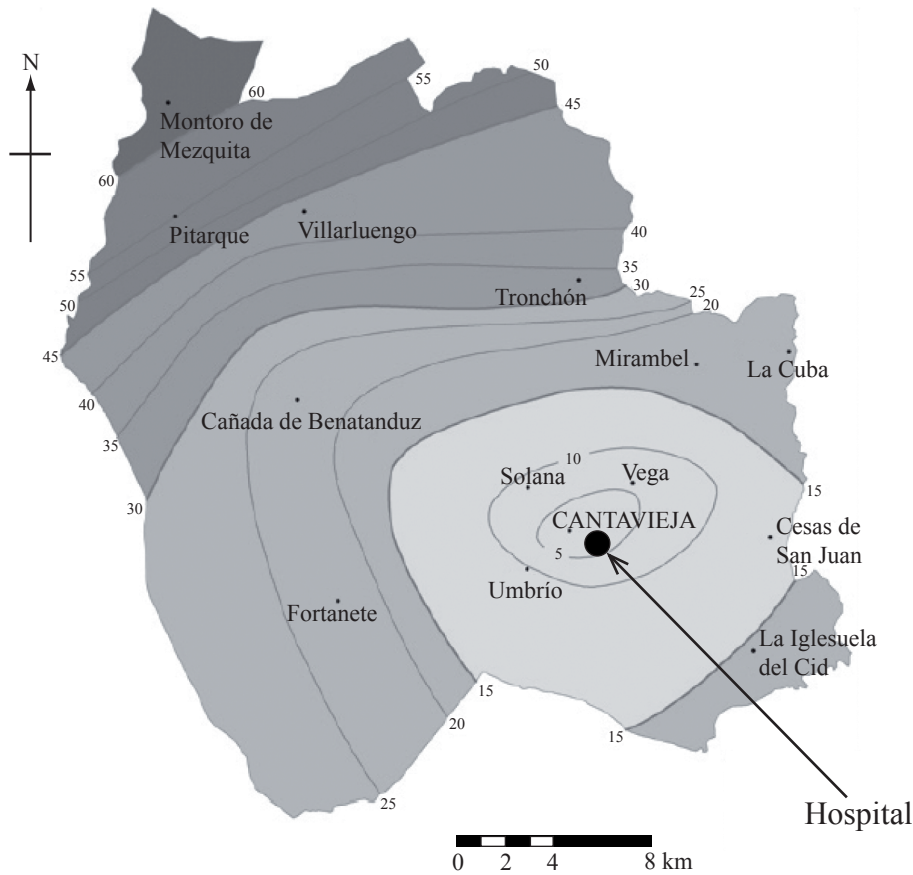 N
60
55
50
45
Montoro de
Mezquita
60
Pitarque
Villarluengo
40
55
35
50
Tronchón
30
25
20
45
Mirambel
La Cuba
40
Cañada de Benatanduz
35
10
Solana
Vega
30
15
CANTAVIEJA
Cesas de
San Juan
5
15
Umbrío
Fortanete
La Iglesuela
del Cid
15
20
15
25
Hospital
0 2 4 8 km